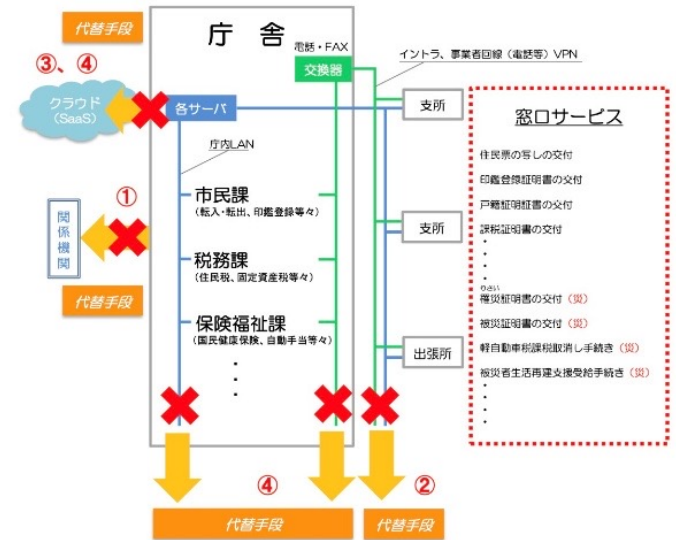 代替手段
庁 舎
電話・FAX
交換器
イントラ、事業者回線（電話等）VPN
③、④
クラウド
（SaaS）
各サーバ
支所
窓口サービス
庁内LAN
住民票の写しの交付
印鑑登録証明書の交付
戸籍証明証書の交付
課税証明書の交付
・
・
・
・
①
関係機関
市民課
（転入・転出、印鑑登録等々）
支所
代替手段
税務課
（住民税、固定資産税等々）
りさい
罹災証明書の交付（災）
被災証明書の交付（災）
軽自動車税課税取消し手続き（災）
被災者生活再建支援受給手続き（災）
・
・
・
・
保険福祉課
（国民健康保険、自動手当等々）
・
・
・
出張所
④
②
代替手段
代替手段